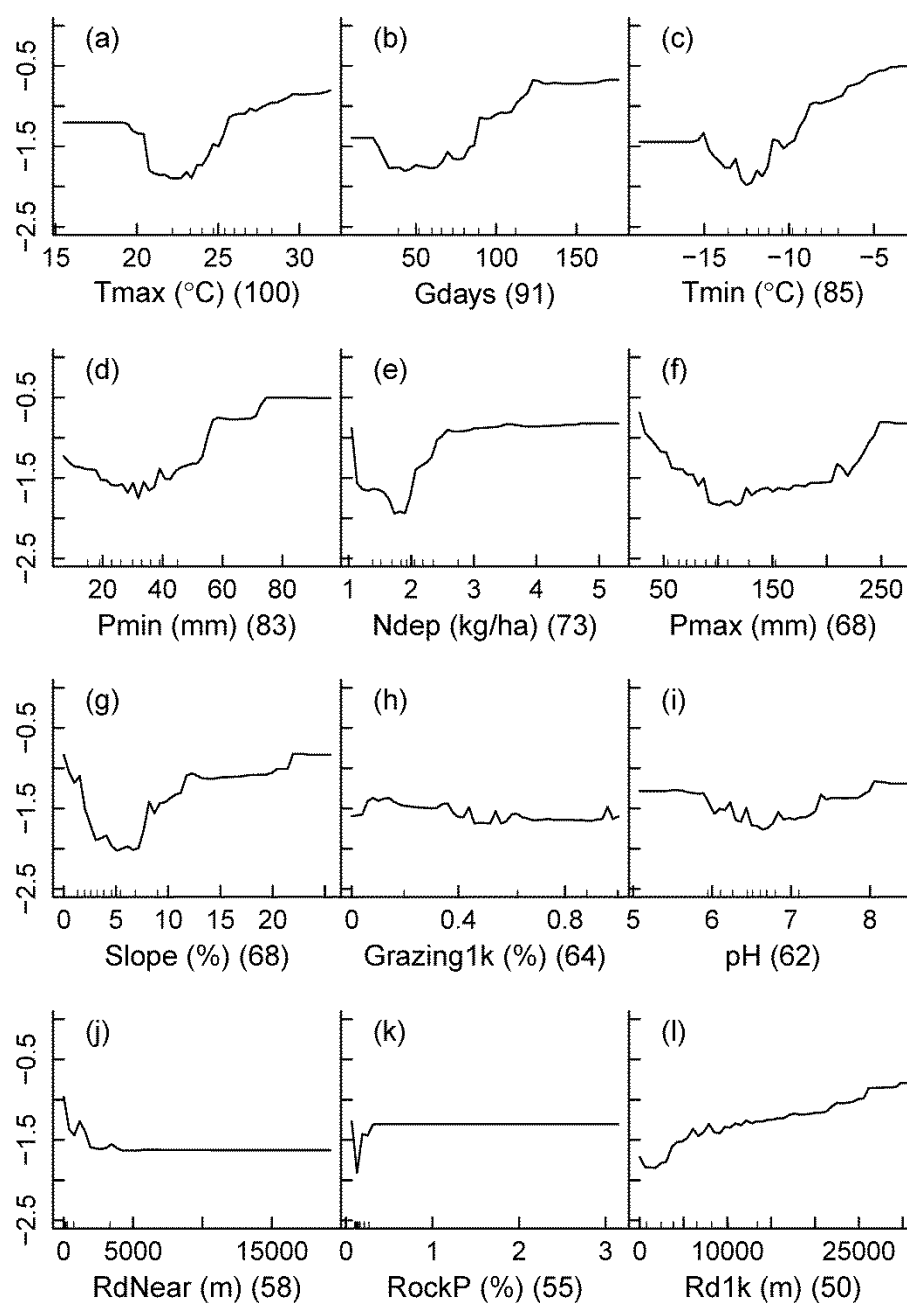 (a) (b) (c)
−0.5
−1.5
−2.5
15 20 25 30 0 50 100 150 −15 −10 −5
Tmax (°C) (100) Gdays (91) Tmin (°C) (85)
(d) (e) (f)
−0.5
−1.5
−2.5
20 40 60 80 1 2 3 4 5 50 150 250
Pmin (mm) (83) Ndep (kg/ha) (73) Pmax (mm) (68)
(g) (h) (i)
−0.5
−1.5
−2.5
0 5 10 15 20 0 0.4 0.8 5 6 7 8
Slope (%) (68) Grazing1k (%) (64) pH (62)
(j) (k) (l)
−0.5
−1.5
−2.5
0 5000 15000 0 1 2 3 0 10000 25000
RdNear (m) (58) RockP (%) (55) Rd1k (m) (50)